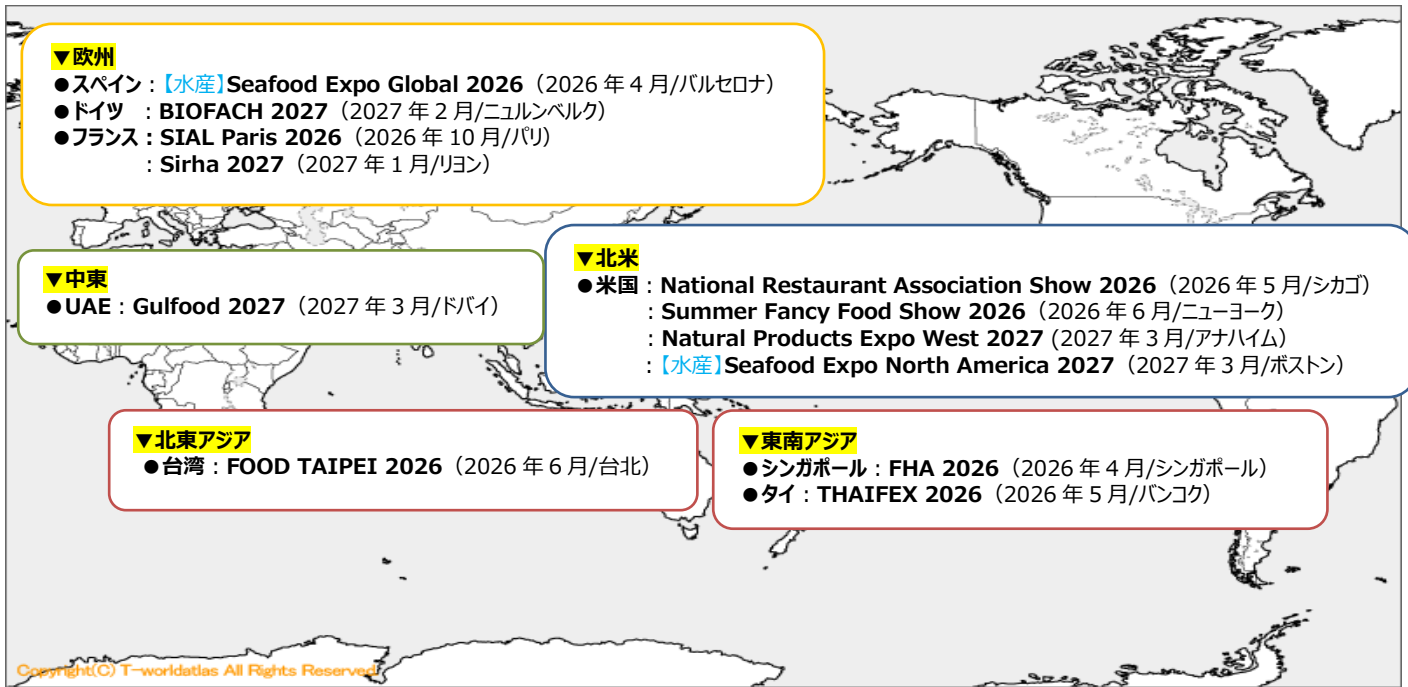 ▼欧州
●スペイン：【水産】Seafood Expo Global 2026（2026年4月/バルセロナ）
●ドイツ ：BIOFACH 2027（2027年2月/ニュルンベルク）
●フランス：SIAL Paris 2026（2026年10月/パリ）
：Sirha 2027（2027年1月/リヨン）
▼中東
●UAE：Gulfood 2027（2027年3月/ドバイ）
▼北米
●米国：National Restaurant Association Show 2026（2026年5月/シカゴ）
：Summer Fancy Food Show 2026（2026年6月/ニューヨーク）
：Natural Products Expo West 2027 (2027年3月/アナハイム）
：【水産】Seafood Expo North America 2027（2027年3月/ボストン）
▼北東アジア
●台湾：FOOD TAIPEI 2026（2026年6月/台北）
▼東南アジア
●シンガポール：FHA 2026（2026年4月/シンガポール）
●タイ：THAIFEX 2026（2026年5月/バンコク）
Copyright(C) T-worldatlas All Rights Reserved